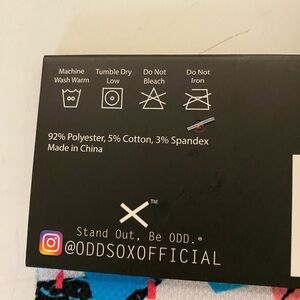 Machine Wash Warm
Tumble Dry Low
Do Not Bleach
Do Not Iron
92% Polyester, 5% Cotton, 3% Spandex
Made in China
TM
Stand Out. Be ODD.®
@ODDSOXOFFICIAL